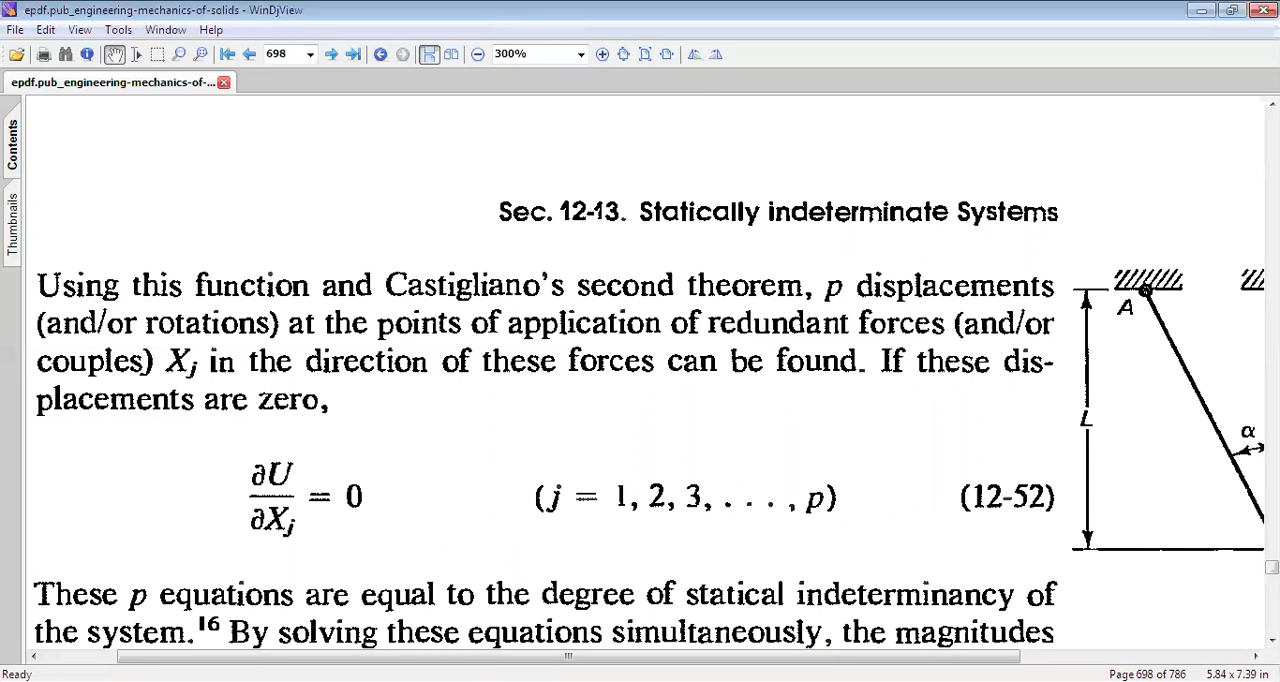 epdf.pub_engineering-mechanics-of-solids - WinDjView
File Edit View Tools Window Help
698 300%
epdf.pub_engineering-mechanics-of-...
Contents
Thumbnails
Sec. 12-13. Statically indeterminate Systems
Using this function and Castigliano's second theorem, p displacements
(and/or rotations) at the points of application of redundant forces (and/or
couples) Xj in the direction of these forces can be found. If these dis-
placements are zero,
∂U/∂Xj = 0 (j = 1, 2, 3, . . . , p) (12-52)
These p equations are equal to the degree of statical indeterminancy of
the system.16 By solving these equations simultaneously, the magnitudes
A
L
α
Ready Page 698 of 786 5.84 x 7.39 in